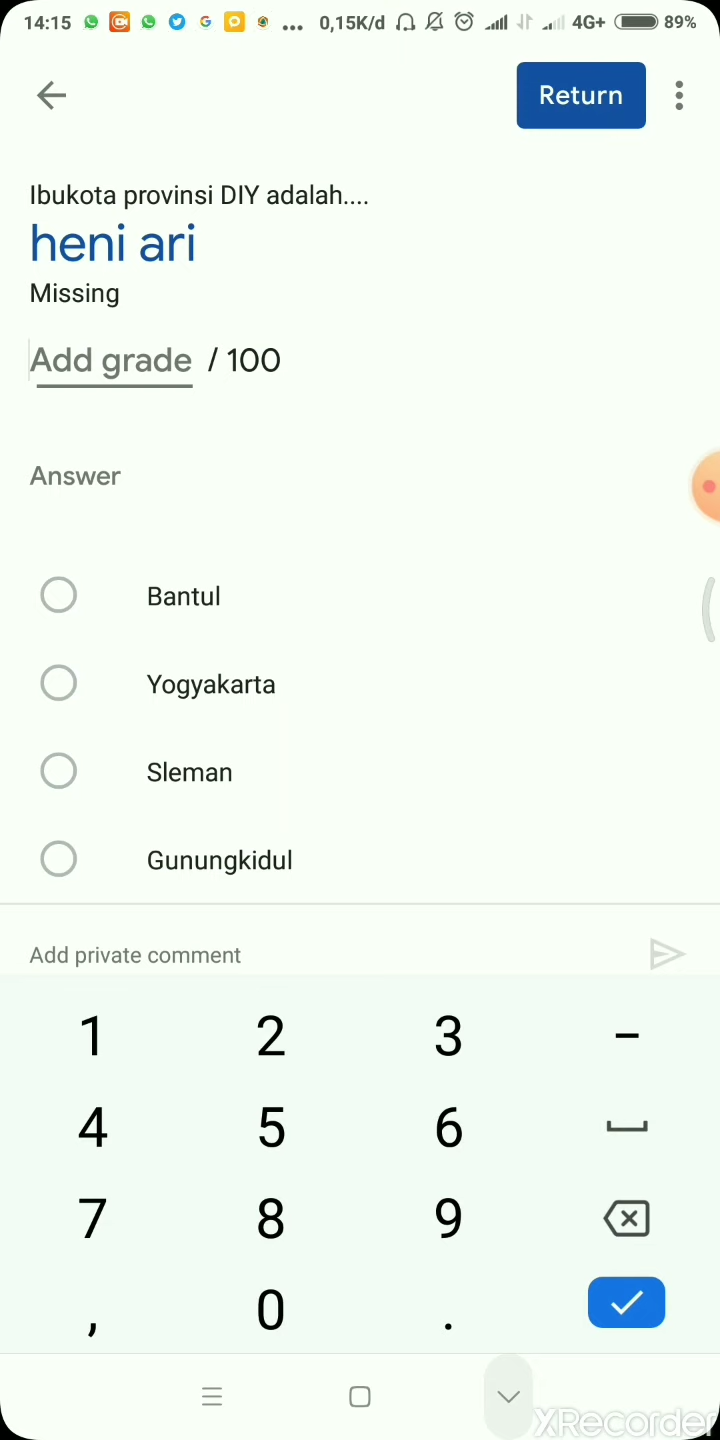 14:15 ... 0,15K/d 4G+ 89%
Return
Ibukota provinsi DIY adalah....
heni ari
Missing
Add grade / 100
Answer
Bantul
Yogyakarta
Sleman
Gunungkidul
Add private comment
1 2 3 -
4 5 6
7 8 9
, 0 .
XRecorder